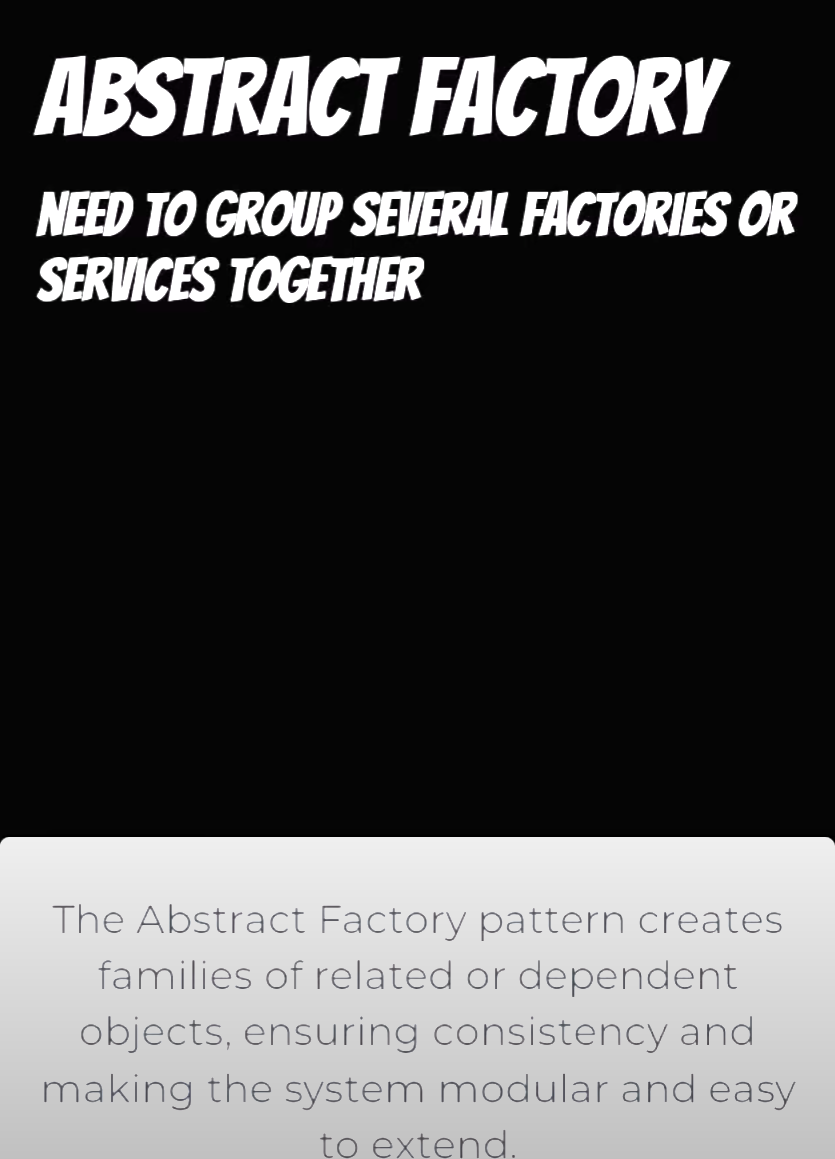 ABSTRACT FACTORY
NEED TO GROUP SEVERAL FACTORIES OR
SERVICES TOGETHER
The Abstract Factory pattern creates
families of related or dependent
objects, ensuring consistency and
making the system modular and easy
to extend.